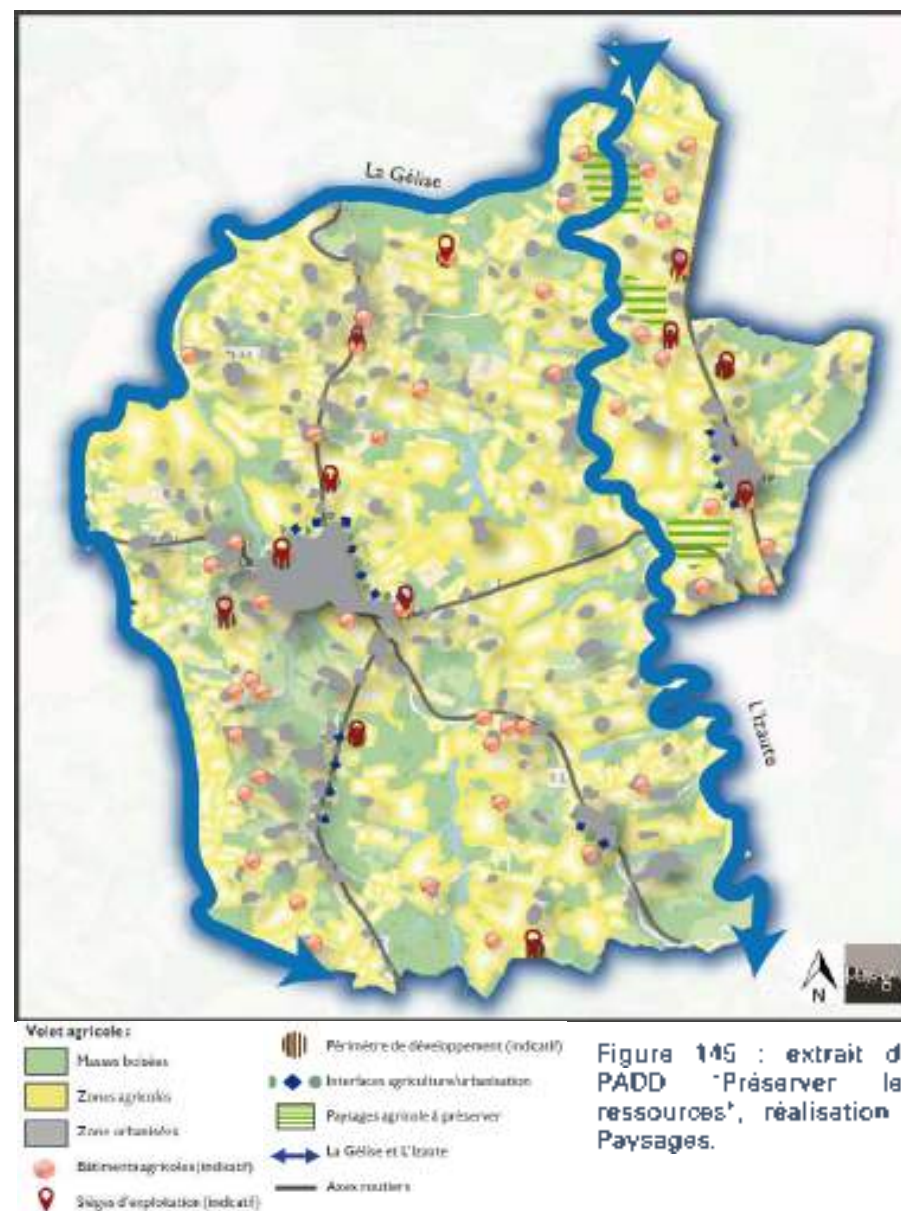 La Gélise
L'Izaute
N
Volet agricole :
Masses boisées
Zones agricoles
Zone urbanisées
Bâtiments agricoles (indicatif)
Sièges d'exploitation (indicatif)
Périmètre de développement (indicatif)
Interfaces agriculture/urbanisation
Paysages agricole à préserver
La Gélise et L'Izaute
Axes routiers
Figure 145 : extrait d
PADD "Préserver le
ressources", réalisation
Paysages.